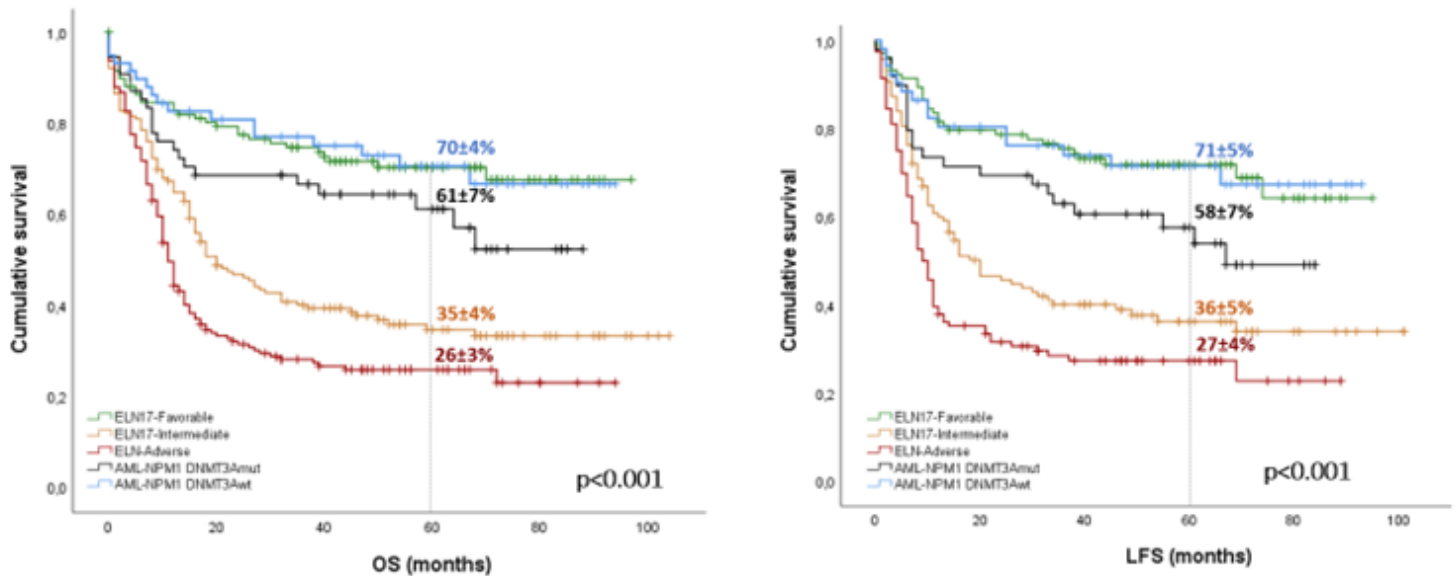 1,0
0,8
0,6
0,4
0,2
0,0
Cumulative survival
70±4%
61±7%
35±4%
26±3%
ELN17-Favorable
ELN17-Intermediate
ELN-Adverse
AML-NPM1 DNMT3Amut
AML-NPM1 DNMT3Awt
p<0.001
0 20 40 60 80 100
OS (months)
1,0
0,8
0,6
0,4
0,2
0,0
Cumulative survival
71±5%
58±7%
36±5%
27±4%
ELN17-Favorable
ELN17-Intermediate
ELN-Adverse
AML-NPM1 DNMT3Amut
AML-NPM1 DNMT3Awt
p<0.001
0 20 40 60 80 100
LFS (months)